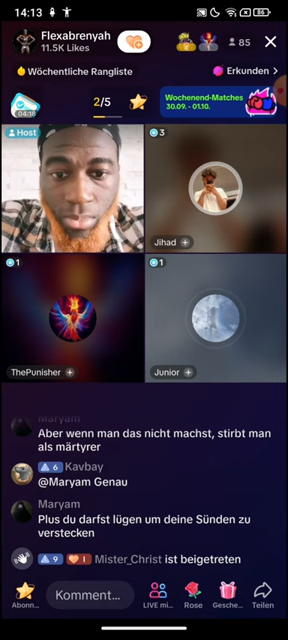 14:13
86
Flexabrenyah
11.5K Likes
85
Wöchentliche Rangliste
Erkunden >
04:18
2/5
Wochenend-Matches
30.09. - 01.10.
Host
3
Jihad +
1
ThePunisher +
1
Junior +
Maryam
Aber wenn man das nicht machst, stirbt man
als märtyrer
6 Kavbay
@Maryam Genau
Maryam
Plus du darfst lügen um deine Sünden zu
verstecken
9 1 Mister_Christ ist beigetreten
Komment...
Abonn...
LIVE mi...
Rose
Gesche...
Teilen